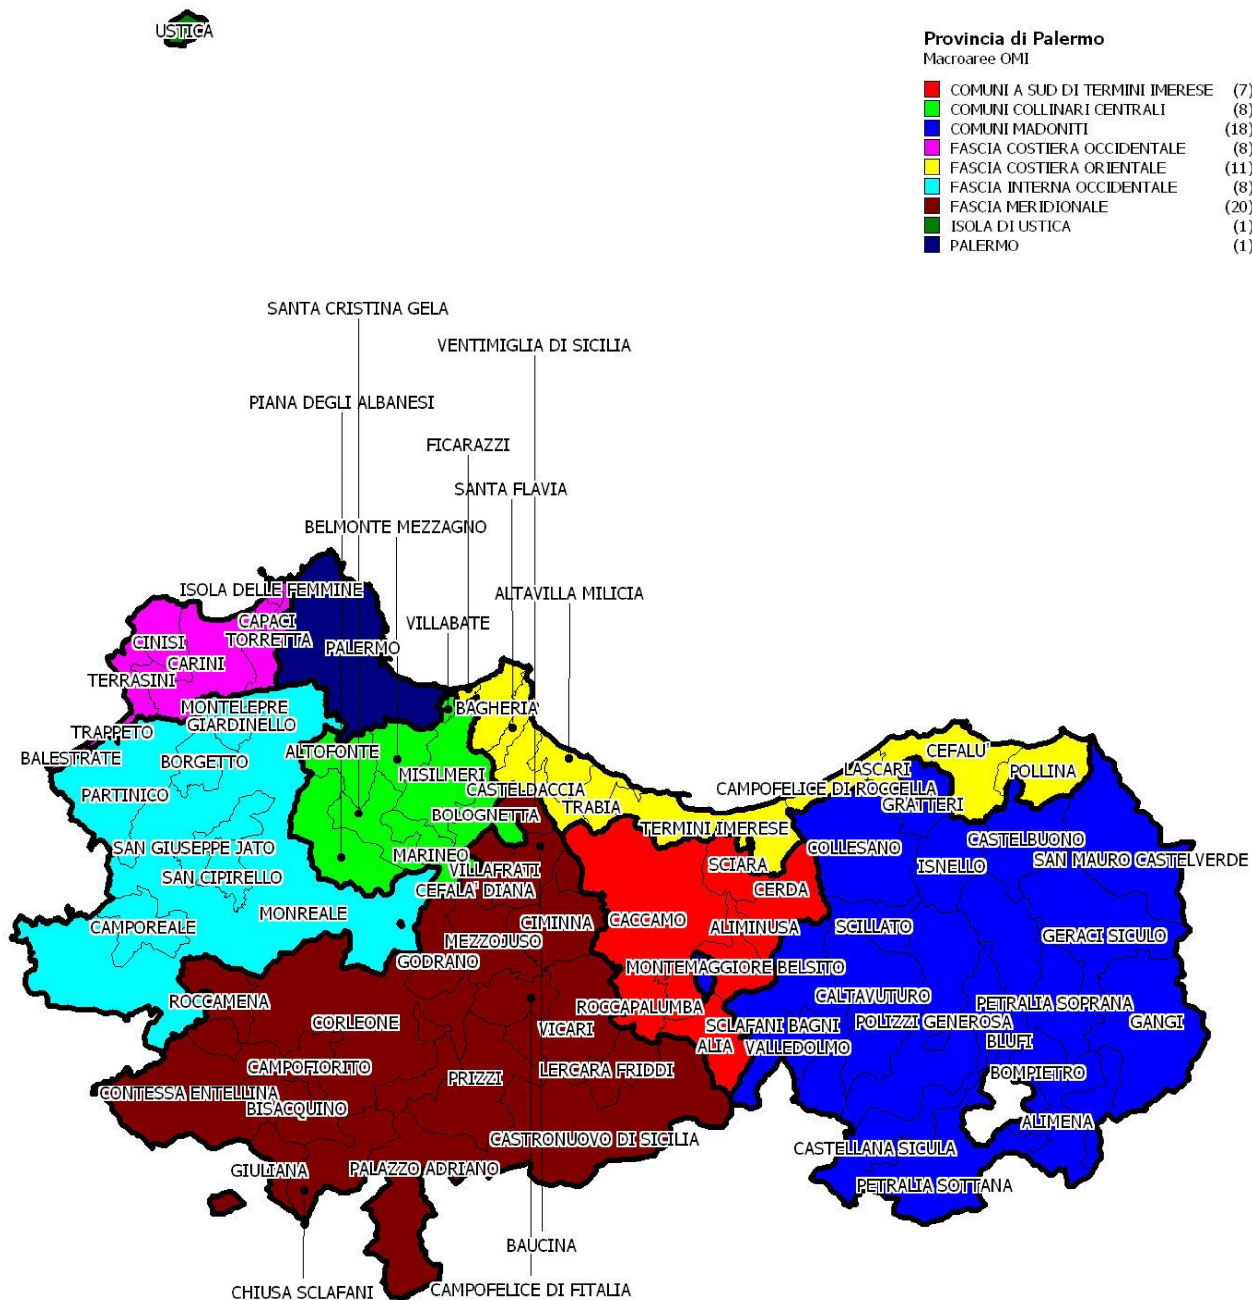 USTICA
Provincia di Palermo
Macroaree OMI
COMUNI A SUD DI TERMINI IMERESE (7)
COMUNI COLLINARI CENTRALI (8)
COMUNI MADONITI (18)
FASCIA COSTIERA OCCIDENTALE (8)
FASCIA COSTIERA ORIENTALE (11)
FASCIA INTERNA OCCIDENTALE (8)
FASCIA MERIDIONALE (20)
ISOLA DI USTICA (1)
PALERMO (1)
SANTA CRISTINA GELA
VENTIMIGLIA DI SICILIA
PIANA DEGLI ALBANESI
FICARAZZI
SANTA FLAVIA
BELMONTE MEZZAGNO
ISOLA DELLE FEMMINE
ALTAVILLA MILICIA
CAPACI
VILLABATE
CINISI
TORRETTA
PALERMO
CARINI
TERRASINI
MONTELEPRE
BAGHERIA
GIARDINELLO
TRAPPETO
ALTOFONTE
CEFALU'
BALESTRATE
BORGETTO
LASCARI
POLLINA
MISILMERI
PARTINICO
CASTELDACCIA
CAMPOFELICE DI ROCCELLA
GRATTERI
TRABIA
BOLOGNETTA
TERMINI IMERESE
CASTELBUONO
SAN GIUSEPPE JATO
COLLESANO
MARINEO
SCIARA
ISNELLO
SAN MAURO CASTELVERDE
VILLAFRATI
SAN CIPIRELLO
CEFALA' DIANA
CERDA
MONREALE
CIMINNA
CACCAMO
CAMPOREALE
ALIMINUSA
SCILLATO
GERACI SICULO
MEZZOJUSO
GODRANO
MONTEMAGGIORE BELSITO
ROCCAMENA
CALTAVUTURO
PETRALIA SOPRANA
ROCCAPALUMBA
CORLEONE
VICARI
SCLAFANI BAGNI
POLIZZI GENEROSA
GANGI
ALIA
VALLEDOLMO
BLUFI
CAMPOFIORITO
PRIZZI
LERCARA FRIDDI
BOMPIETRO
CONTESSA ENTELLINA
BISACQUINO
ALIMENA
CASTRONUOVO DI SICILIA
CASTELLANA SICULA
GIULIANA
PALAZZO ADRIANO
PETRALIA SOTTANA
BAUCINA
CHIUSA SCLAFANI
CAMPOFELICE DI FITALIA